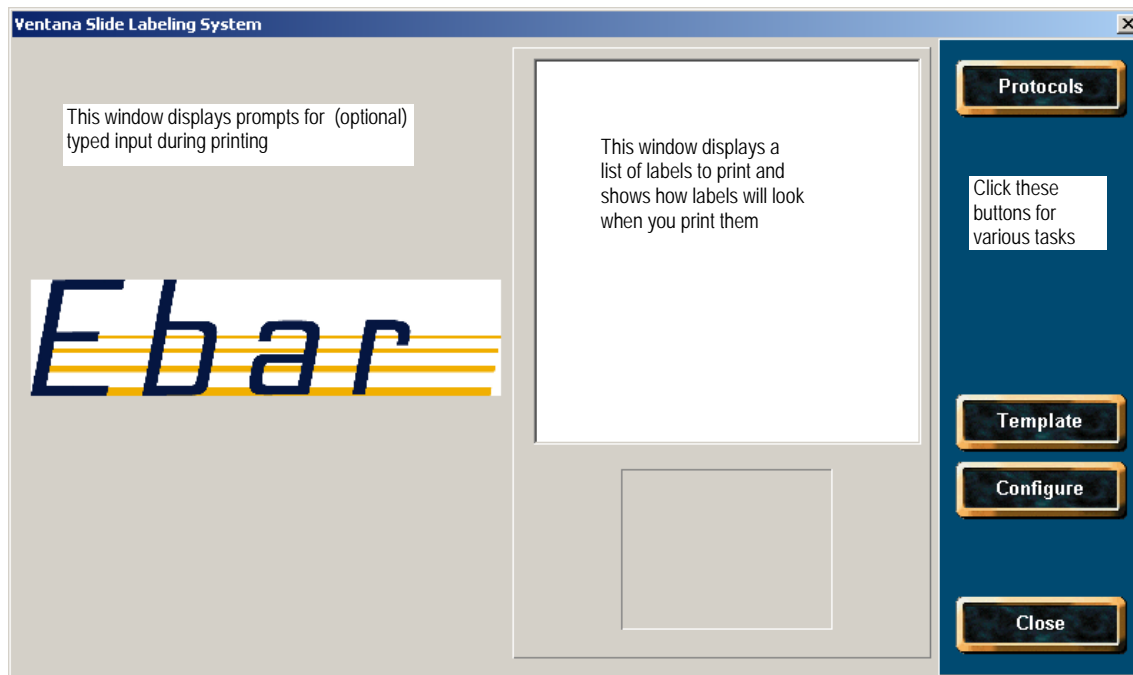 Ventana Slide Labeling System
This window displays prompts for (optional)
typed input during printing
Ebar
This window displays a
list of labels to print and
shows how labels will look
when you print them
Protocols
Click these
buttons for
various tasks
Template
Configure
Close